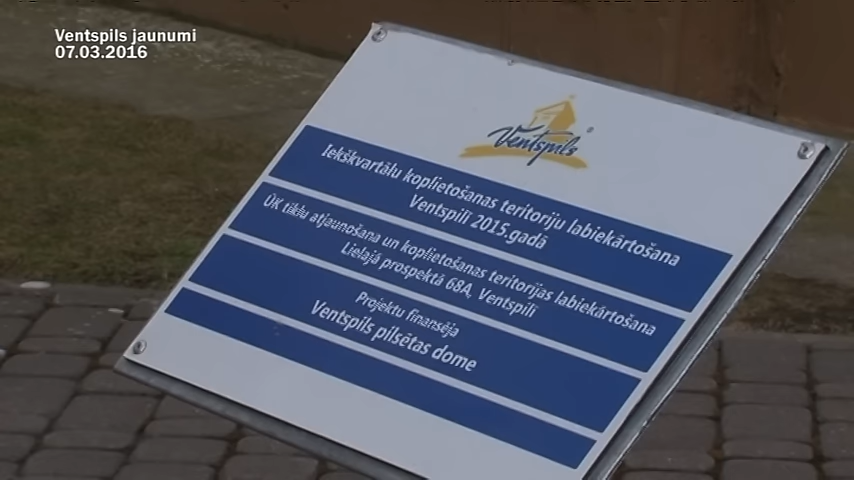 Ventspils jaunumi
07.03.2016
Ventspils
Iekškvartālu koplietošanas teritoriju labiekārtošana
Ventspilī 2015.gadā
ŪK tīklu atjaunošana un koplietošanas teritorijas labiekārtošana
Lielajā prospektā 68A, Ventspilī
Projektu finansēja
Ventspils pilsētas dome